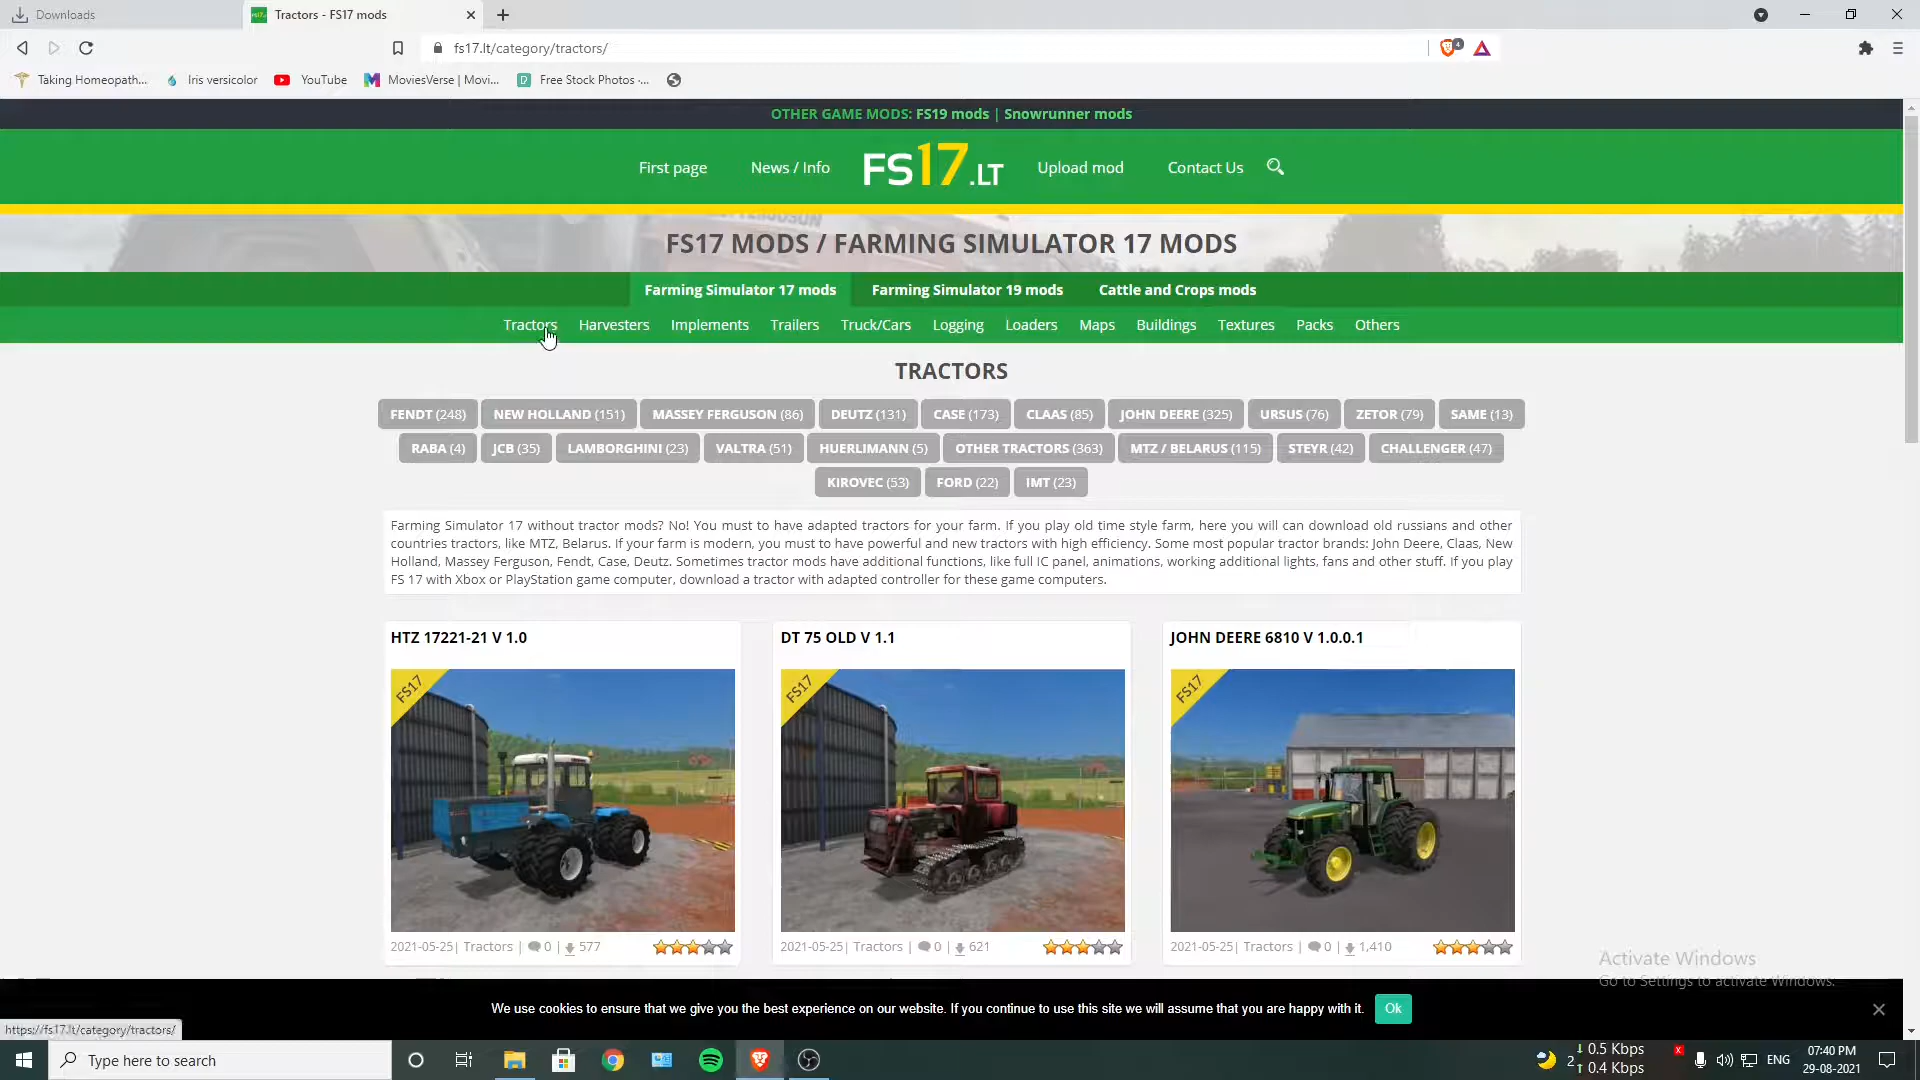 Downloads
Tractors - FS17 mods
fs17.lt/category/tractors/
4
Taking Homeopath...
Iris versicolor
YouTube
MoviesVerse | Movi...
Free Stock Photos -...
OTHER GAME MODS: FS19 mods | Snowrunner mods
First page
News / Info
FS17.LT
Upload mod
Contact Us
FS17 MODS / FARMING SIMULATOR 17 MODS
Farming Simulator 17 mods
Farming Simulator 19 mods
Cattle and Crops mods
Tractors Harvesters Implements Trailers Truck/Cars Logging Loaders Maps Buildings Textures Packs Others
TRACTORS
FENDT (248) NEW HOLLAND (151) MASSEY FERGUSON (86) DEUTZ (131) CASE (173) CLAAS (85) JOHN DEERE (325) URSUS (76) ZETOR (79) SAME (13)
RABA (4) JCB (35) LAMBORGHINI (23) VALTRA (51) HUERLIMANN (5) OTHER TRACTORS (363) MTZ / BELARUS (115) STEYR (42) CHALLENGER (47)
KIROVEC (53) FORD (22) IMT (23)
Farming Simulator 17 without tractor mods? No! You must to have adapted tractors for your farm. If you play old time style farm, here you will can download old russians and other
countries tractors, like MTZ, Belarus. If your farm is modern, you must to have powerful and new tractors with high efficiency. Some most popular tractor brands: John Deere, Claas, New
Holland, Massey Ferguson, Fendt, Case, Deutz. Sometimes tractor mods have additional functions, like full IC panel, animations, working additional lights, fans and other stuff. If you play
FS 17 with Xbox or PlayStation game computer, download a tractor with adapted controller for these game computers.
HTZ 17221-21 V 1.0
FS17
2021-05-25| Tractors | 0 | 577
DT 75 OLD V 1.1
FS17
2021-05-25| Tractors | 0 | 621
JOHN DEERE 6810 V 1.0.0.1
FS17
2021-05-25| Tractors | 0 | 1,410
Activate Windows
Go to Settings to activate Windows.
We use cookies to ensure that we give you the best experience on our website. If you continue to use this site we will assume that you are happy with it.
Ok
https://fs17.lt/category/tractors/
Type here to search
0.5 Kbps
0.4 Kbps
ENG
07:40 PM
29-08-2021